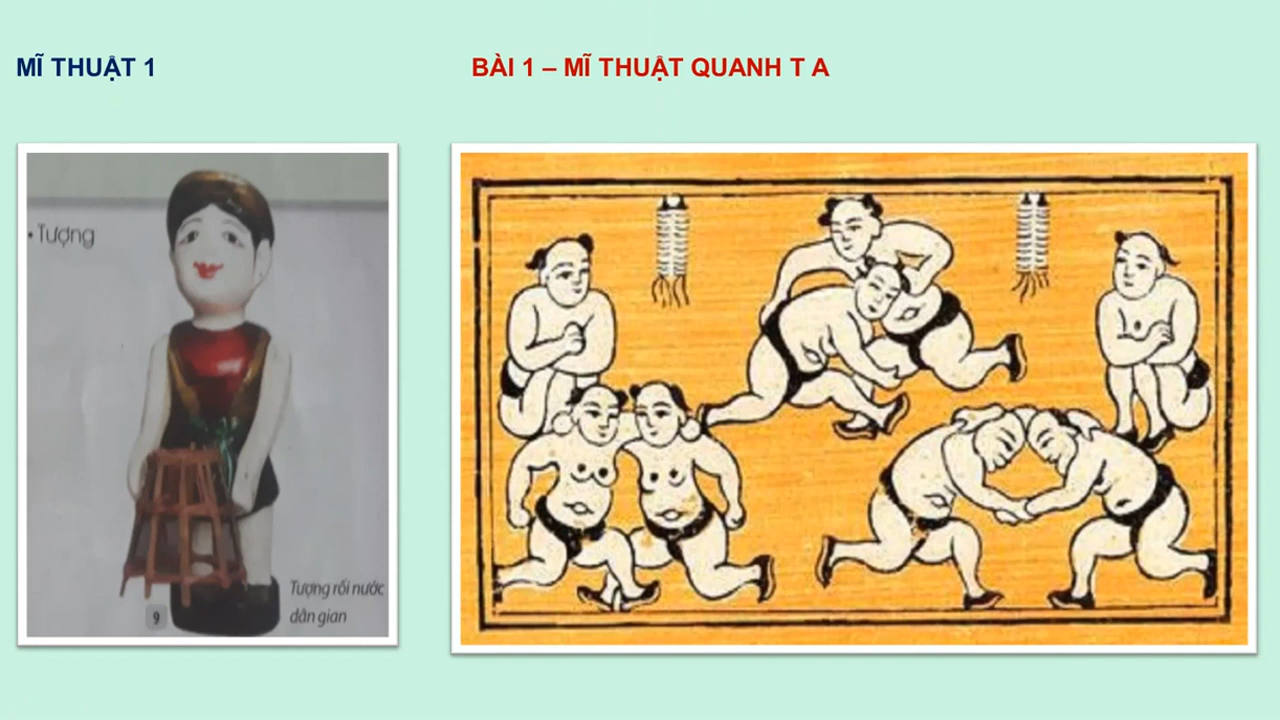 MĨ THUẬT 1
BÀI 1 – MĨ THUẬT QUANH T A
• Tượng
Tượng rối nước
dân gian
9